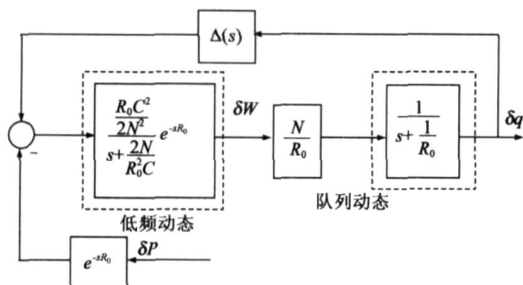 Δ(s)
R₀C²
2N²
s+ 2N
R₀²C
e^{-sR₀}
δW
N
R₀
1
s+ 1
R₀
δq
低频动态
队列动态
e^{-sR₀}
δP
-